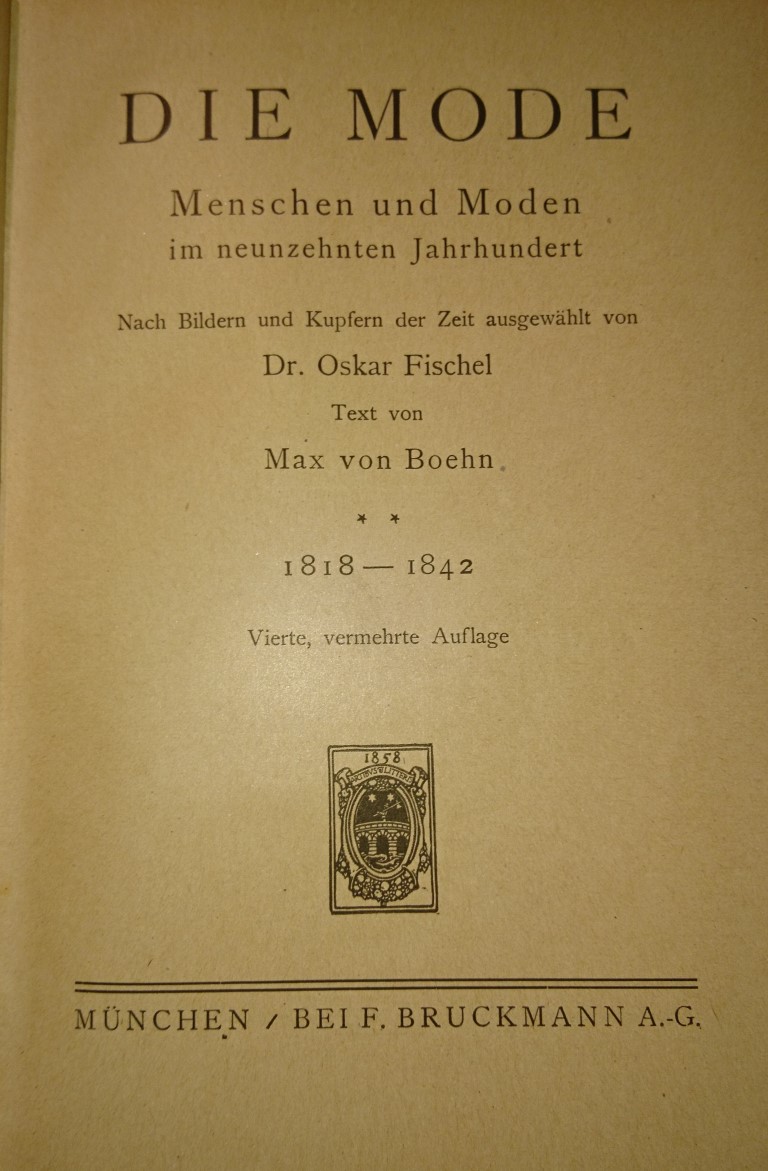 DIE MODE
Menschen und Moden
im neunzehnten Jahrhundert
Nach Bildern und Kupfern der Zeit ausgewählt von
Dr. Oskar Fischel
Text von
Max von Boehn
* *
1818 — 1842
Vierte, vermehrte Auflage
1858
MÜNCHEN / BEI F. BRUCKMANN A.-G.